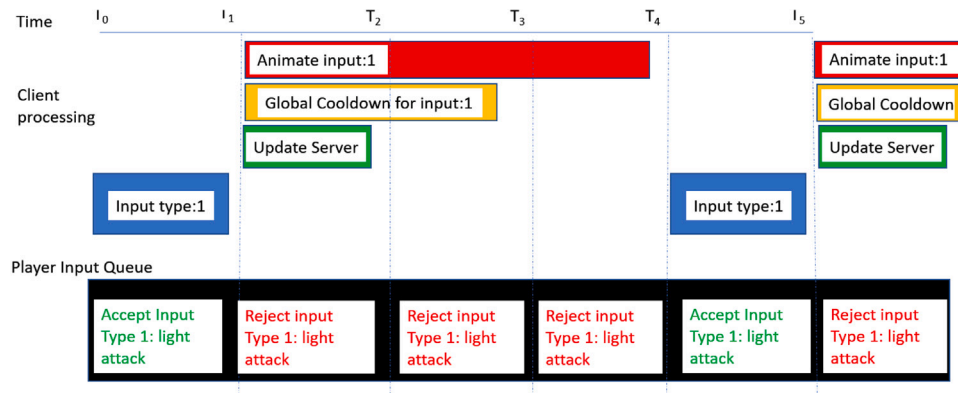 Time I₀ I₁ T₂ T₃ T₄ I₅
Animate input:1 Animate input:1
Client
processing
Global Cooldown for input:1 Global Cooldown
Update Server Update Server
Input type:1 Input type:1
Player Input Queue
Accept Input
Type 1: light
attack
Reject input
Type 1: light
attack
Reject input
Type 1: light
attack
Reject input
Type 1: light
attack
Accept Input
Type 1: light
attack
Reject input
Type 1: light
attack